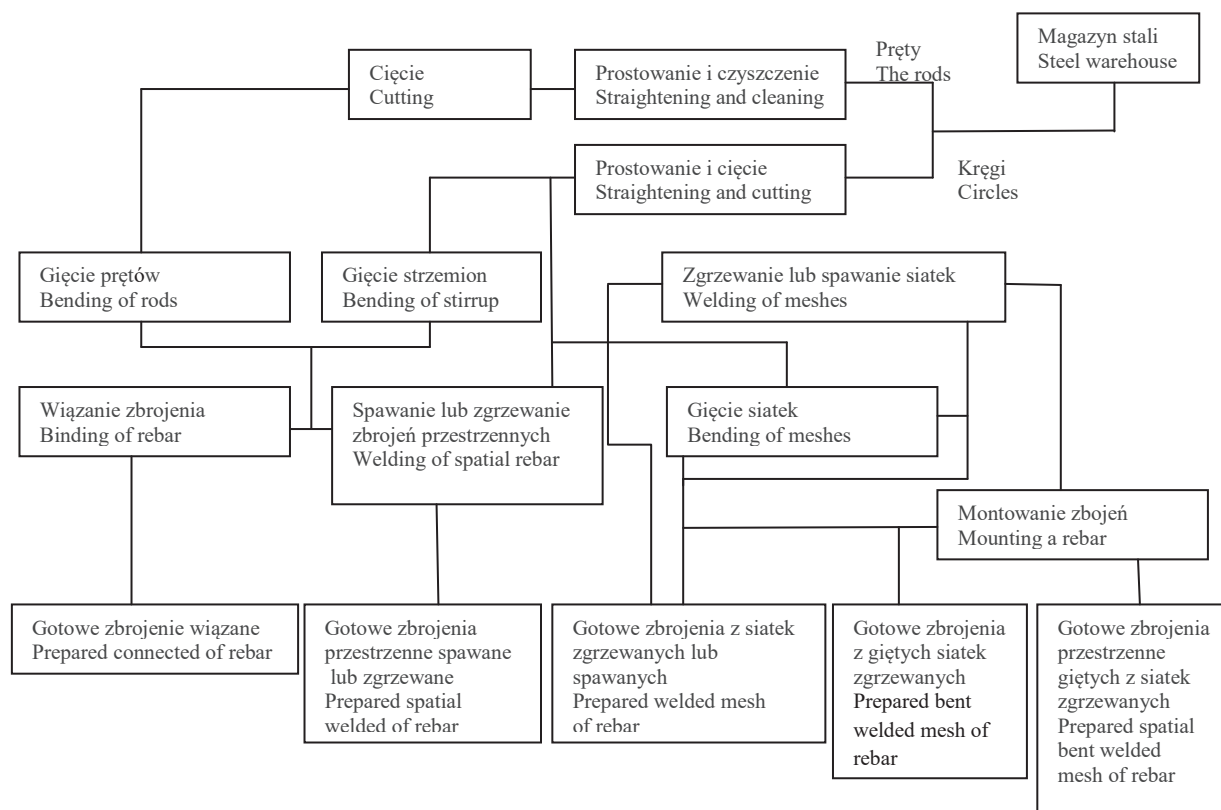 Magazyn stali
Steel warehouse
Pręty
The rods
Cięcie
Cutting
Prostowanie i czyszczenie
Straightening and cleaning
Prostowanie i cięcie
Straightening and cutting
Kręgi
Circles
Gięcie prętów
Bending of rods
Gięcie strzemion
Bending of stirrup
Zgrzewanie lub spawanie siatek
Welding of meshes
Wiązanie zbrojenia
Binding of rebar
Spawanie lub zgrzewanie
zbrojeń przestrzennych
Welding of spatial rebar
Gięcie siatek
Bending of meshes
Montowanie zbojeń
Mounting a rebar
Gotowe zbrojenie wiązane
Prepared connected of rebar
Gotowe zbrojenia
przestrzenne spawane
lub zgrzewane
Prepared spatial
welded of rebar
Gotowe zbrojenia z siatek
zgrzewanych lub
spawanych
Prepared welded mesh
of rebar
Gotowe zbrojenia
z giętych siatek
zgrzewanych
Prepared bent
welded mesh of
rebar
Gotowe zbrojenia
przestrzenne
giętych z siatek
zgrzewanych
Prepared spatial
bent welded
mesh of rebar